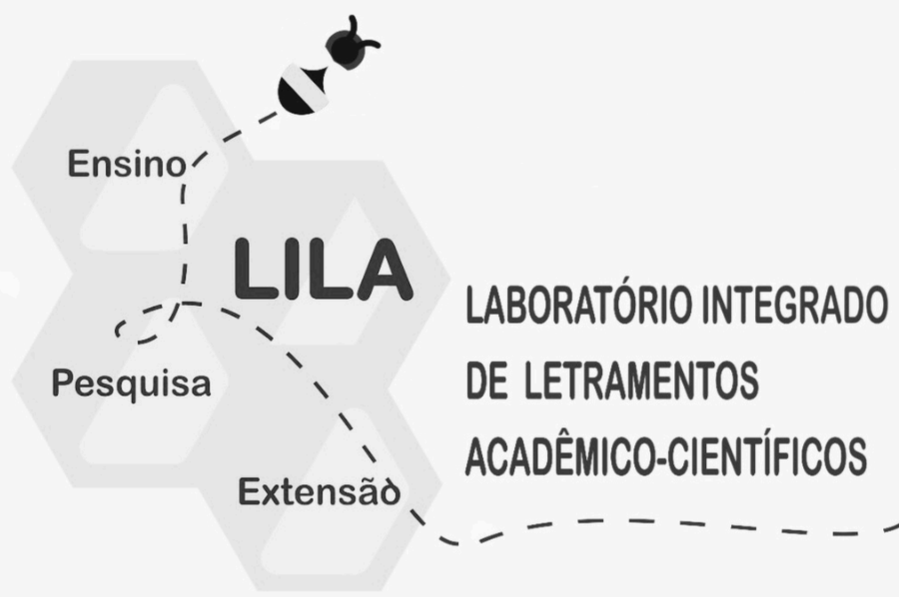 Ensino
LILA
Pesquisa
Extensão
LABORATÓRIO INTEGRADO
DE LETRAMENTOS
ACADÊMICO-CIENTÍFICOS